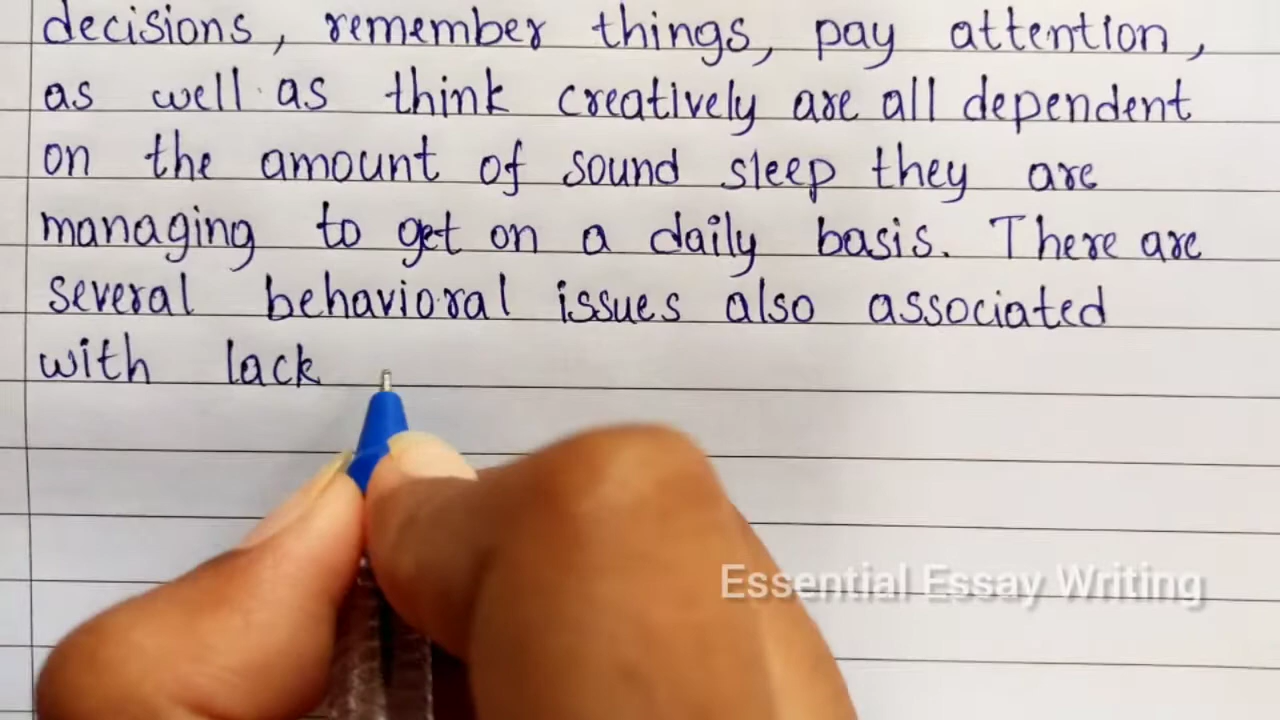 decisions, remember things, pay attention,
as well as think creatively are all dependent
on the amount of sound sleep they are
managing to get on a daily basis. There are
several behavioral issues also associated
with lack
Essential Essay Writing